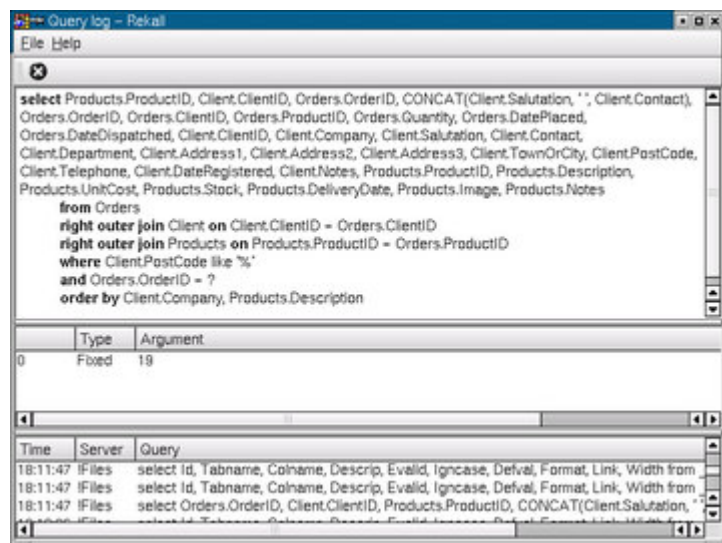 Query log – Rekall
File Help
select Products.ProductID, Client.ClientID, Orders.OrderID, CONCAT(Client.Salutation, ' ', Client.Contact),
Orders.OrderID, Orders.ClientID, Orders.ProductID, Orders.Quantity, Orders.DatePlaced,
Orders.DateDispatched, Client.ClientID, Client.Company, Client.Salutation, Client.Contact,
Client.Department, Client.Address1, Client.Address2, Client.Address3, Client.TownOrCity, Client.PostCode,
Client.Telephone, Client.DateRegistered, Client.Notes, Products.ProductID, Products.Description,
Products.UnitCost, Products.Stock, Products.DeliveryDate, Products.Image, Products.Notes
from Orders
right outer join Client on Client.ClientID = Orders.ClientID
right outer join Products on Products.ProductID = Orders.ProductID
where Client.PostCode like '%'
and Orders.OrderID = ?
order by Client.Company, Products.Description
Type Argument
0 Fixed 19
Time Server Query
18:11:47 !Files select Id, Tabname, Colname, Descrip, Evalid, Igncase, Defval, Format, Link, Width from
18:11:47 !Files select Id, Tabname, Colname, Descrip, Evalid, Igncase, Defval, Format, Link, Width from
18:11:47 !Files select Orders.OrderID, Client.ClientID, Products.ProductID, CONCAT(Client.Salutation, '